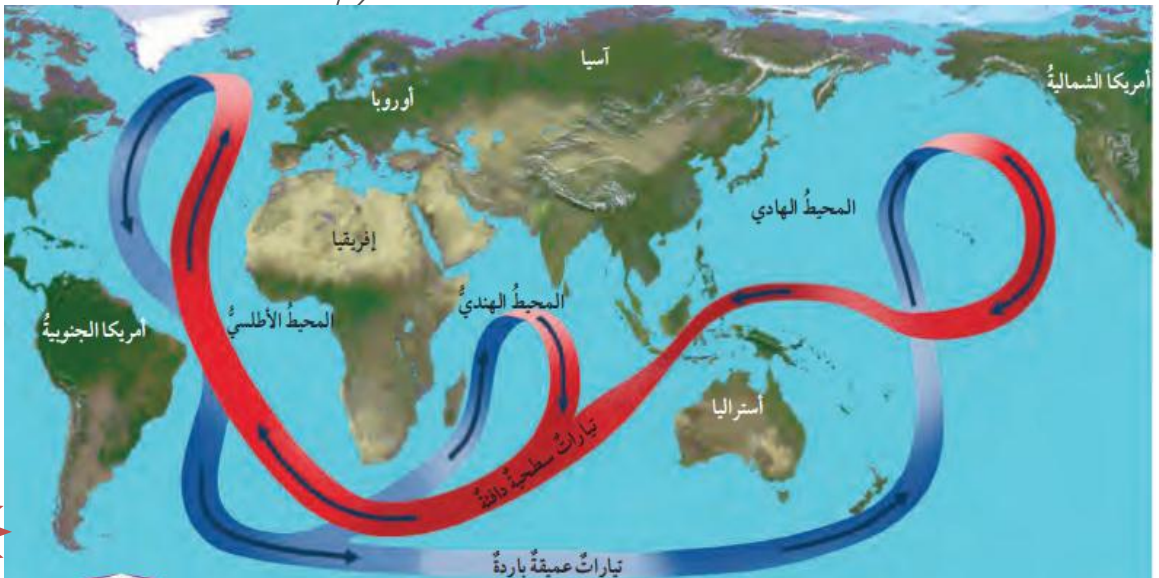 آسيا
أمريكا الشماليةُ
أوروبا
المحيطُ الهادي
إفريقيا
المحيطُ الهنديُّ
المحيطُ الأطلسيُّ
أمريكا الجنوبيةُ
أستراليا
تياراتٌ سطحيةٌ دافئةٌ
تياراتٌ عميقةٌ باردةٌ